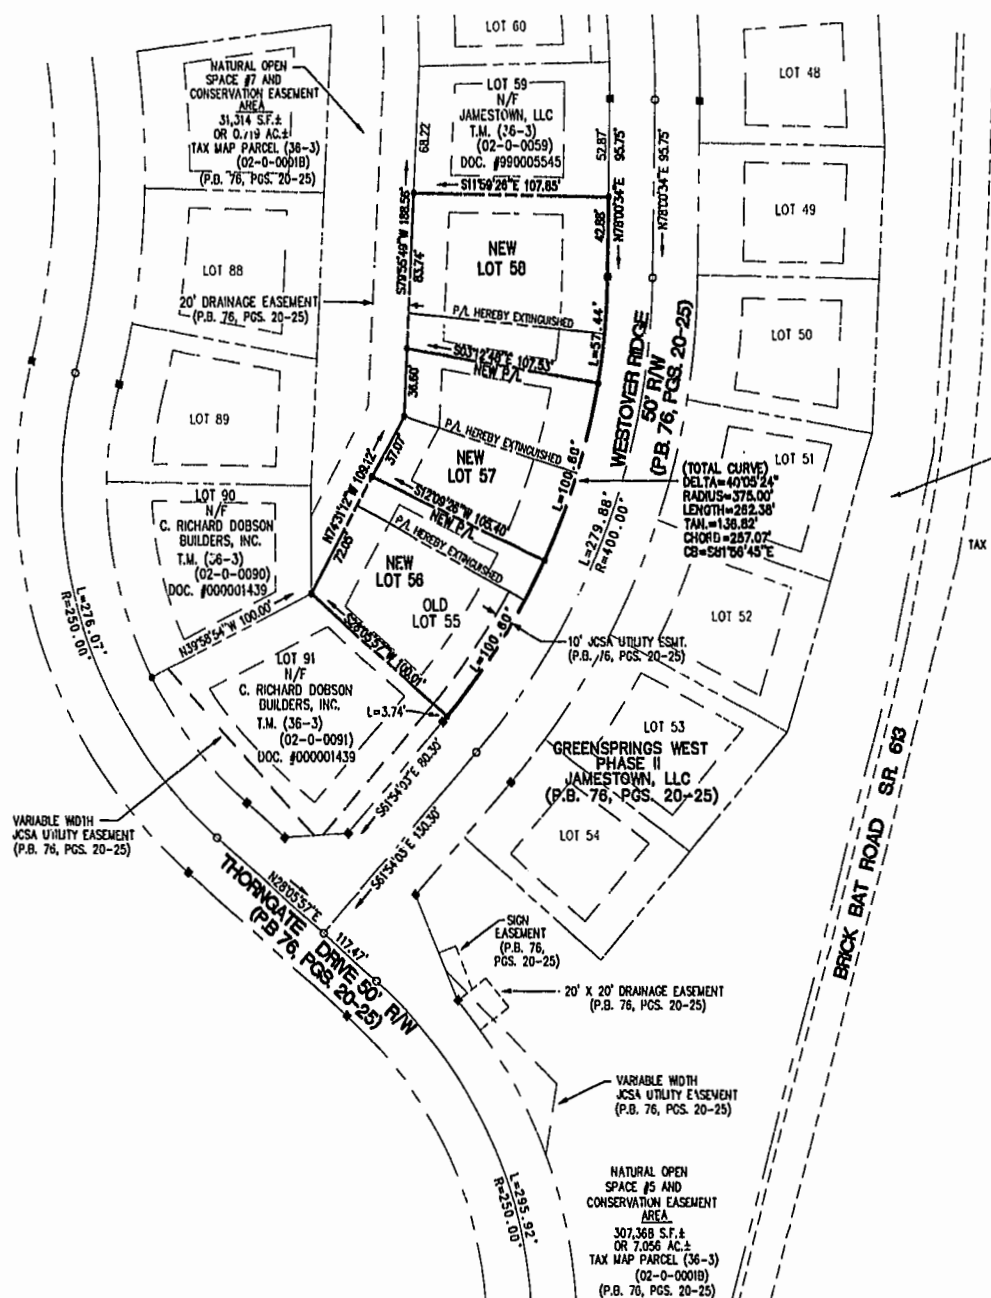 LOT 60
LOT 48
NATURAL OPEN
SPACE #7 AND
CONSERVATION EASEMENT
AREA
31,314 S.F.±
OR 0.719 AC.±
TAX MAP PARCEL (36-3)
(02-0-0001B)
(P.B. 76, PGS. 20-25)
LOT 59
N/F
JAMESTOWN, LLC
T.M. (36-3)
(02-0-0059)
DOC. #990005545
68.22
52.87'
N78°00'34"E 95.75'
N78°00'34"E 95.75'
S11°59'26"E 107.85'
LOT 49
S79°55'49"W 188.56'
83.74'
42.88'
NEW
LOT 58
LOT 88
20' DRAINAGE EASEMENT
(P.B. 76, PGS. 20-25)
P/L HEREBY EXTINGUISHED
L=57.44'
LOT 50
WESTOVER RIDGE
50' R/W
(P.B. 76, PGS. 20-25)
S03°12'48"E 107.53'
NEW P/L
36.60'
LOT 89
P/L HEREBY EXTINGUISHED
NEW
LOT 57
37.07'
N74°31'12"W 109.12'
72.05'
L=100.80'
LOT 51
(TOTAL CURVE)
DELTA=40°05'24"
RADIUS=375.00'
LENGTH=262.38'
TAN.=136.82'
CHORD=257.07'
CB=S81°56'45"E
LOT 90
N/F
C. RICHARD DOBSON
BUILDERS, INC.
T.M. (36-3)
(02-0-0090)
DOC. #000001439
S12°09'26"W 105.40'
NEW P/L
P/L HEREBY EXTINGUISHED
L=279.88'
R=400.00'
TAX
NEW
LOT 56
OLD
LOT 55
L=276.07'
R=250.00'
N39°58'54"W 100.00'
S28°05'57"W 100.01'
L=100.80'
LOT 52
10' JCSA UTILITY ESMT.
(P.B. 76, PGS. 20-25)
LOT 91
N/F
C. RICHARD DOBSON
BUILDERS, INC.
T.M. (36-3)
(02-0-0091)
DOC. #000001439
L=3.74'
LOT 53
GREENSPRINGS WEST
PHASE II
JAMESTOWN, LLC
(P.B. 76, PGS. 20-25)
S61°54'03"E 80.30'
S61°54'03"E 130.30'
BRICK BAT ROAD S.R. 613
VARIABLE WIDTH
JCSA UTILITY EASEMENT
(P.B. 76, PGS. 20-25)
LOT 54
N28°05'57"E
117.47'
THORNGATE DRIVE 50' R/W
(P.B 76, PGS. 20-25)
SIGN
EASEMENT
(P.B. 76,
PGS. 20-25)
20' X 20' DRAINAGE EASEMENT
(P.B. 76, PGS. 20-25)
VARIABLE WIDTH
JCSA UTILITY EASEMENT
(P.B. 76, PGS. 20-25)
L=295.92'
R=250.00'
NATURAL OPEN
SPACE #5 AND
CONSERVATION EASEMENT
AREA
307,368 S.F.±
OR 7.056 AC.±
TAX MAP PARCEL (36-3)
(02-0-0001B)
(P.B. 76, PGS. 20-25)